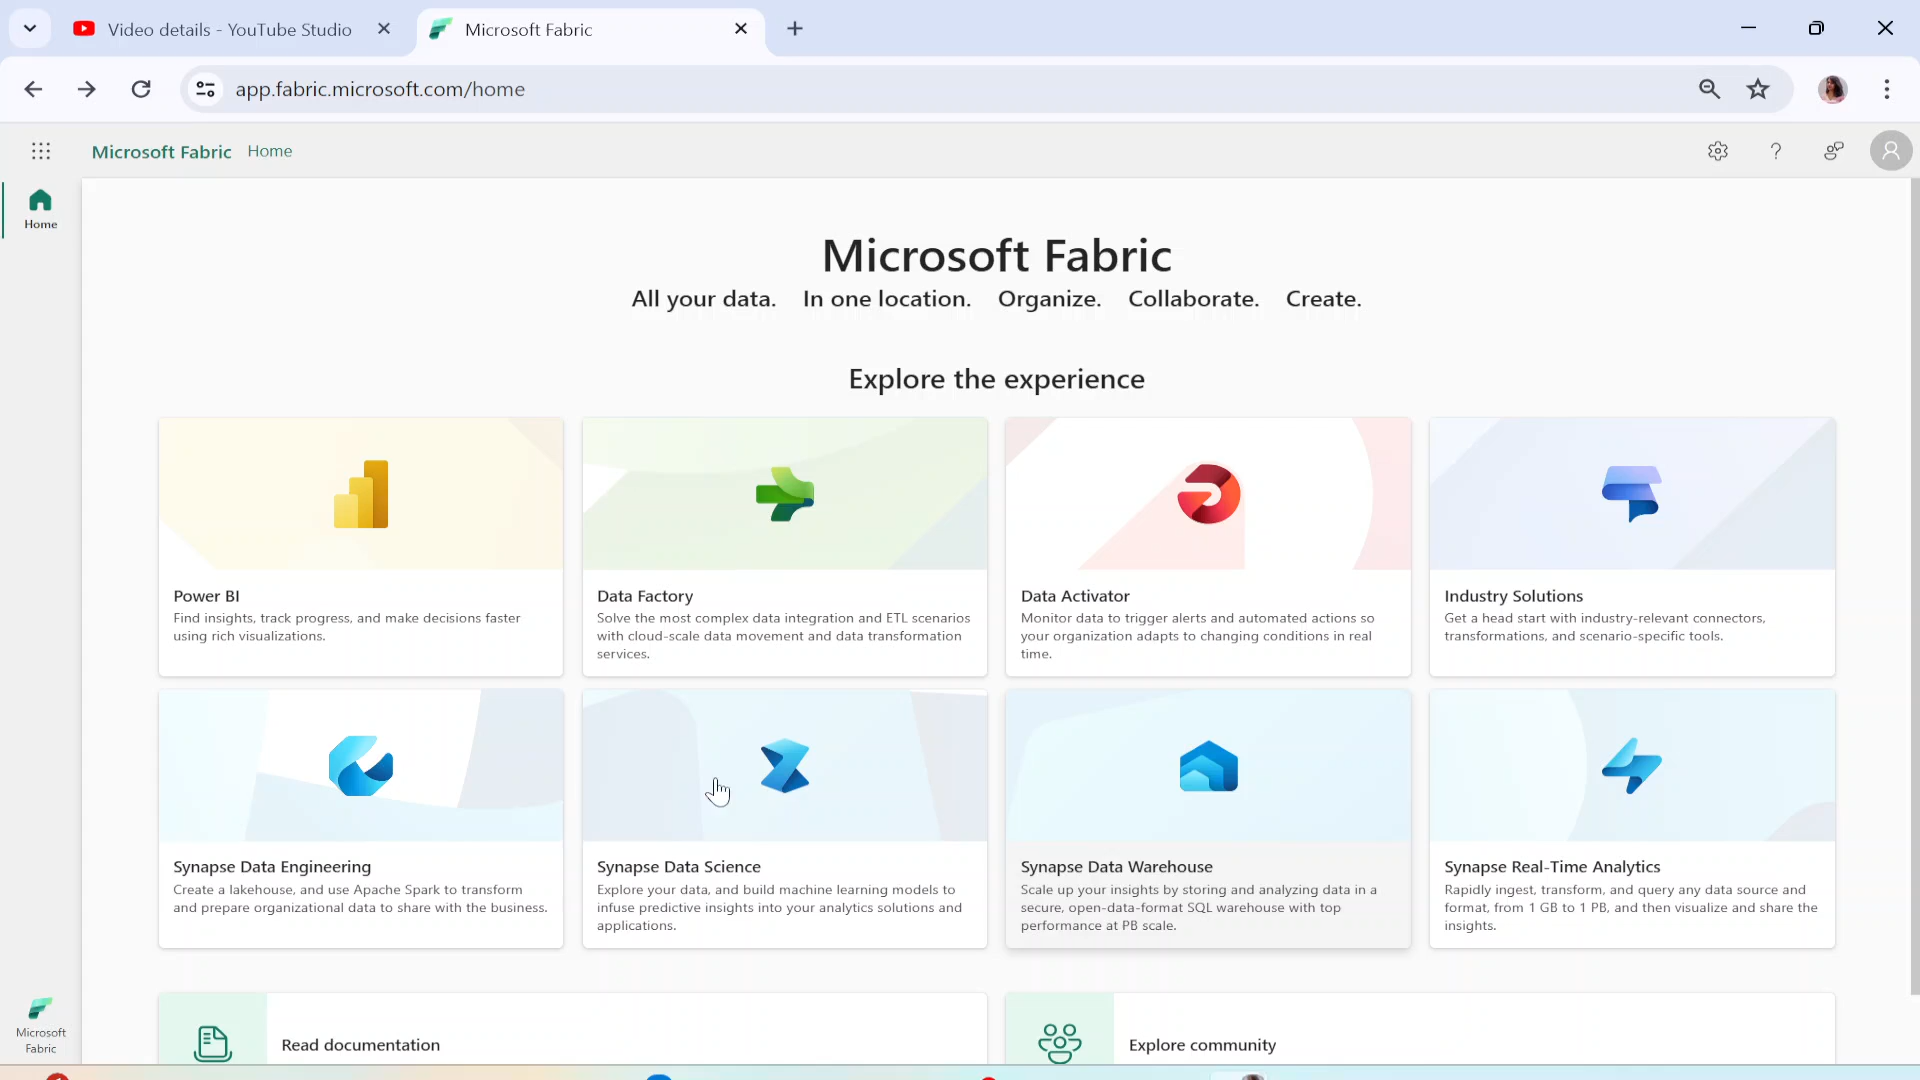 Video details - YouTube Studio
Microsoft Fabric
app.fabric.microsoft.com/home
Microsoft Fabric Home
Home
Microsoft Fabric
All your data. In one location. Organize. Collaborate. Create.
Explore the experience
Power BI
Find insights, track progress, and make decisions faster
using rich visualizations.
Data Factory
Solve the most complex data integration and ETL scenarios
with cloud-scale data movement and data transformation
services.
Data Activator
Monitor data to trigger alerts and automated actions so
your organization adapts to changing conditions in real
time.
Industry Solutions
Get a head start with industry-relevant connectors,
transformations, and scenario-specific tools.
Synapse Data Engineering
Create a lakehouse, and use Apache Spark to transform
and prepare organizational data to share with the business.
Synapse Data Science
Explore your data, and build machine learning models to
infuse predictive insights into your analytics solutions and
applications.
Synapse Data Warehouse
Scale up your insights by storing and analyzing data in a
secure, open-data-format SQL warehouse with top
performance at PB scale.
Synapse Real-Time Analytics
Rapidly ingest, transform, and query any data source and
format, from 1 GB to 1 PB, and then visualize and share the
insights.
Microsoft
Fabric
Read documentation
Explore community